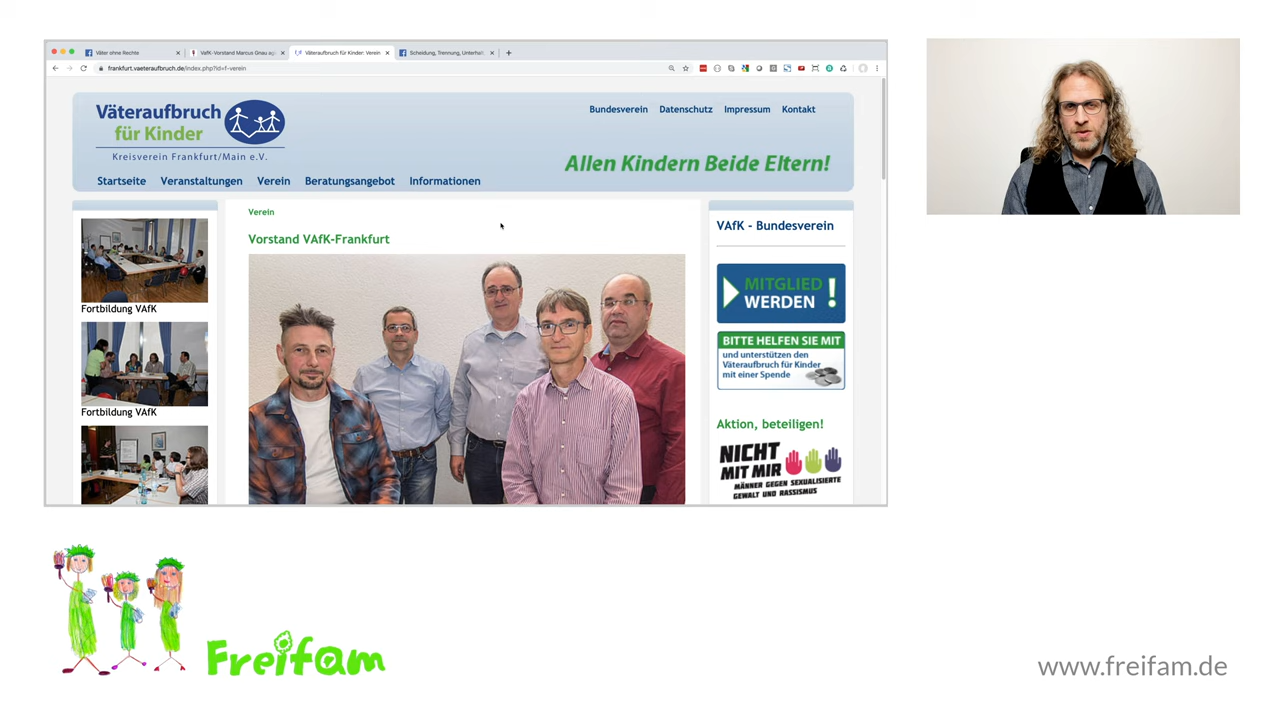 Väter ohne Rechte
VAfK-Vorstand Marcus Gnau ag
Väteraufbruch für Kinder: Verein
Scheidung, Trennung, Unterhal
frankfurt.vaeteraufbruch.de/index.php?id=f-verein
Väteraufbruch
für Kinder
Kreisverein Frankfurt/Main e.V.
Bundesverein Datenschutz Impressum Kontakt
Allen Kindern Beide Eltern!
Startseite Veranstaltungen Verein Beratungsangebot Informationen
Fortbildung VAfK
Fortbildung VAfK
Verein
Vorstand VAfK-Frankfurt
VAfK - Bundesverein
MITGLIED
WERDEN !
BITTE HELFEN SIE MIT
und unterstützen den
Väteraufbruch für Kinder
mit einer Spende
Aktion, beteiligen!
NICHT
MIT MIR
MÄNNER GEGEN SEXUALISIERTE
GEWALT UND RASSISMUS
Freifam
www.freifam.de